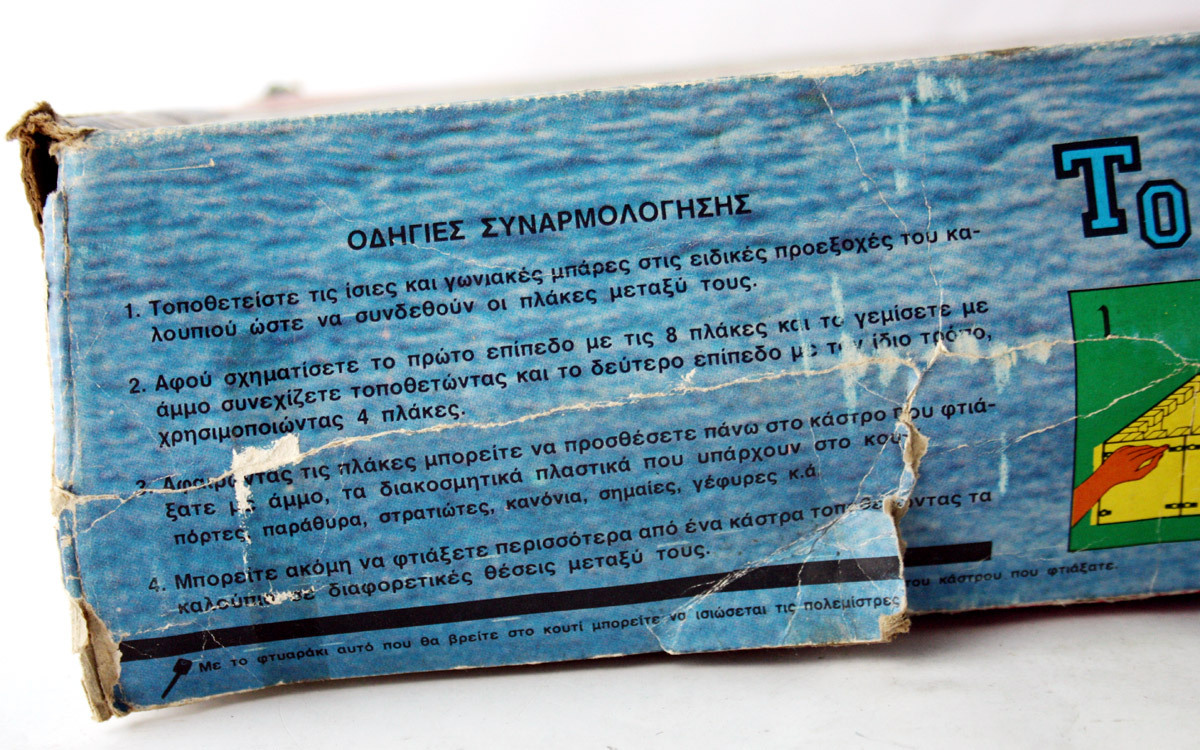 ΟΔΗΓΙΕΣ ΣΥΝΑΡΜΟΛΟΓΗΣΗΣ
1. Τοποθετείστε τις ίσιες και γωνιακές μπάρες στις ειδικές προεξοχές του κα-
λουπιού ώστε να συνδεθούν οι πλάκες μεταξύ τους.
2. Αφού σχηματίσετε το πρώτο επίπεδο με τις 8 πλάκες και το γεμίσετε με
άμμο συνεχίζετε τοποθετώντας και το δεύτερο επίπεδο με τον ίδιο τρόπο,
χρησιμοποιώντας 4 πλάκες.
3. Αφαιρώντας τις πλάκες μπορείτε να προσθέσετε πάνω στο κάστρο που φτιά-
ξατε με άμμο, τα διακοσμητικά πλαστικά που υπάρχουν στο κου-
πόρτες, παράθυρα, στρατιώτες, κανόνια, σημαίες, γέφυρες κ.ά
4. Μπορείτε ακόμη να φτιάξετε περισσότερα από ένα κάστρα τοποθετώντας τα
καλούπια σε διαφορετικές θέσεις μεταξύ τους.
Με το φτυαράκι αυτό που θα βρείτε στο κουτί μπορείτε να ισιώσεται τις πολεμίστρες του κάστρου που φτιάξατε.
Το
1